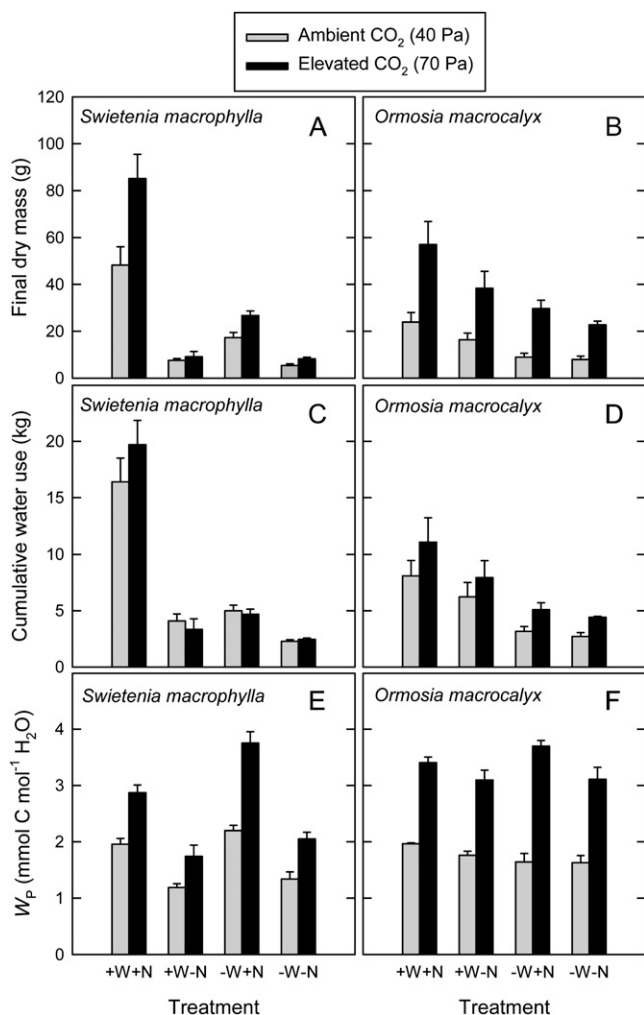 Ambient CO₂ (40 Pa)
Elevated CO₂ (70 Pa)
Swietenia macrophylla A
Ormosia macrocalyx B
Final dry mass (g)
120
100
80
60
40
20
0
Swietenia macrophylla C
Ormosia macrocalyx D
Cumulative water use (kg)
20
15
10
5
0
Swietenia macrophylla E
Ormosia macrocalyx F
W_P (mmol C mol⁻¹ H₂O)
4
3
2
1
0
+W+N +W-N -W+N -W-N
+W+N +W-N -W+N -W-N
Treatment
Treatment